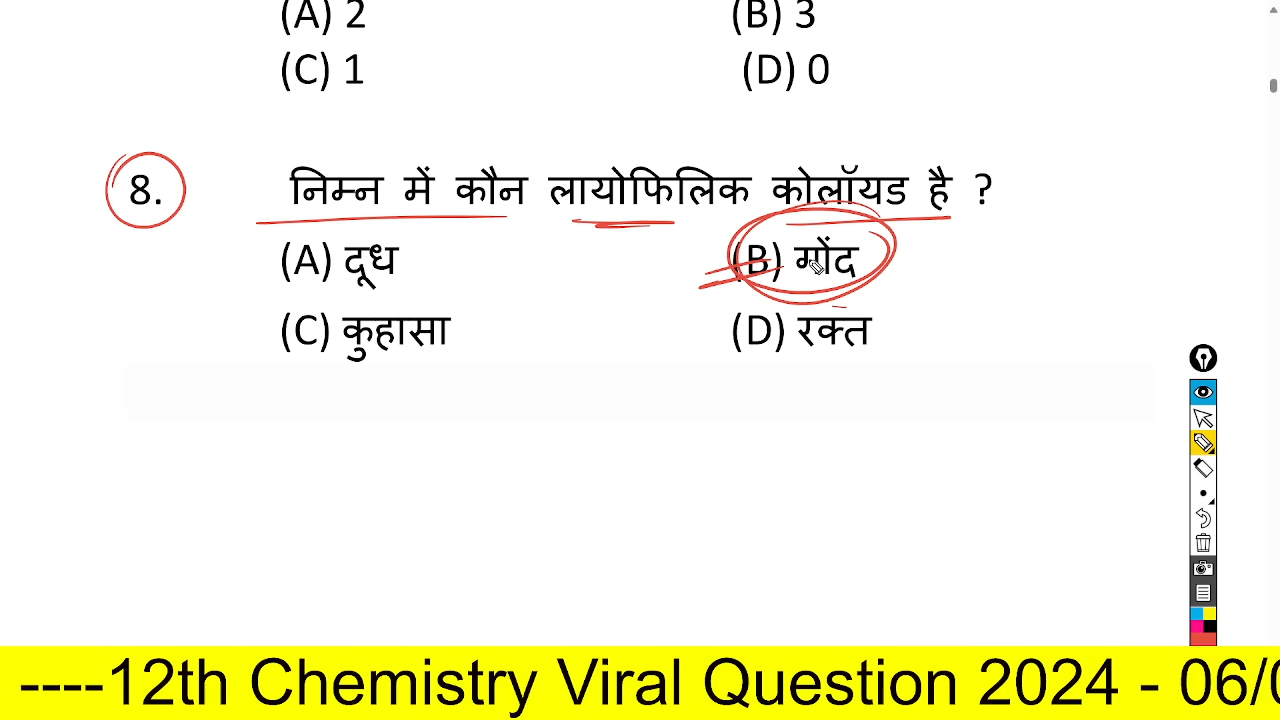 (A) 2 (B) 3
(C) 1 (D) 0
8. निम्न में कौन लायोफिलिक कोलॉयड है ?
(A) दूध (B) गोंद
(C) कुहासा (D) रक्त
----12th Chemistry Viral Question 2024 - 06/0